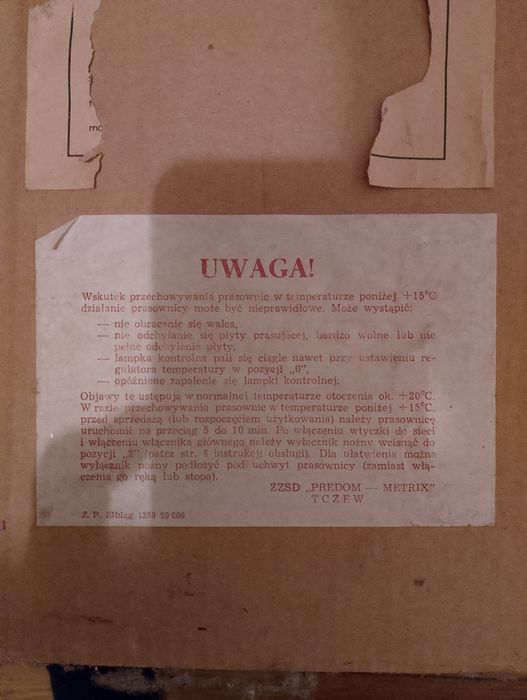 mo
UWAGA!
Wskutek przechowywania prasownic w temperaturze poniżej +15°C
działanie prasownicy może być nieprawidłowe. Może wystąpić:
— nie obracanie się walca,
— nie odchylanie się płyty prasującej, bardzo wolne lub nie
pełne odchylenie płyty,
— lampka kontrolna pali się ciągle nawet przy ustawieniu re-
gulatora temperatury w pozycji „0”,
— opóźnione zapalenie się lampki kontrolnej.
Objawy te ustępują w normalnej temperaturze otoczenia ok. +20°C.
W razie przechowywania prasownic w temperaturze poniżej +15°C,
przed sprzedażą (lub rozpoczęciem użytkowania) należy prasownicę
uruchomić na przeciąg 5 do 10 min. Po włączeniu wtyczki do sieci
i włączeniu włącznika głównego należy wyłącznik nożny wcisnąć do
pozycji „2” (patrz str. 4 instrukcji obsługi). Dla ułatwienia można
wyłącznik nożny podłożyć pod uchwyt prasownicy (zamiast włą-
czenia go ręką lub stopą).
ZZSD „PREDOM — METRIX”
TCZEW
Z. P. Elbląg 1350 20 000